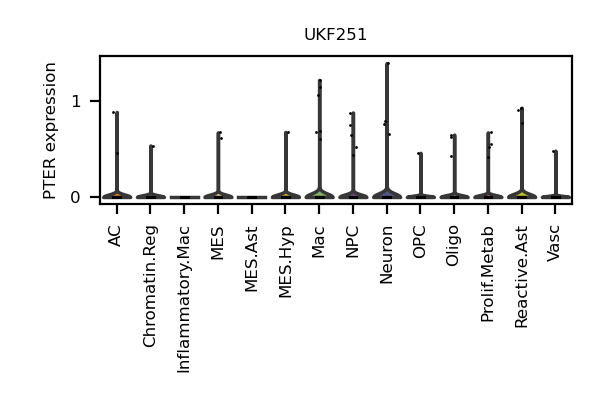 UKF251
PTER expression
1
0
AC
Chromatin.Reg
Inflammatory.Mac
MES
MES.Ast
MES.Hyp
Mac
NPC
Neuron
OPC
Oligo
Prolif.Metab
Reactive.Ast
Vasc